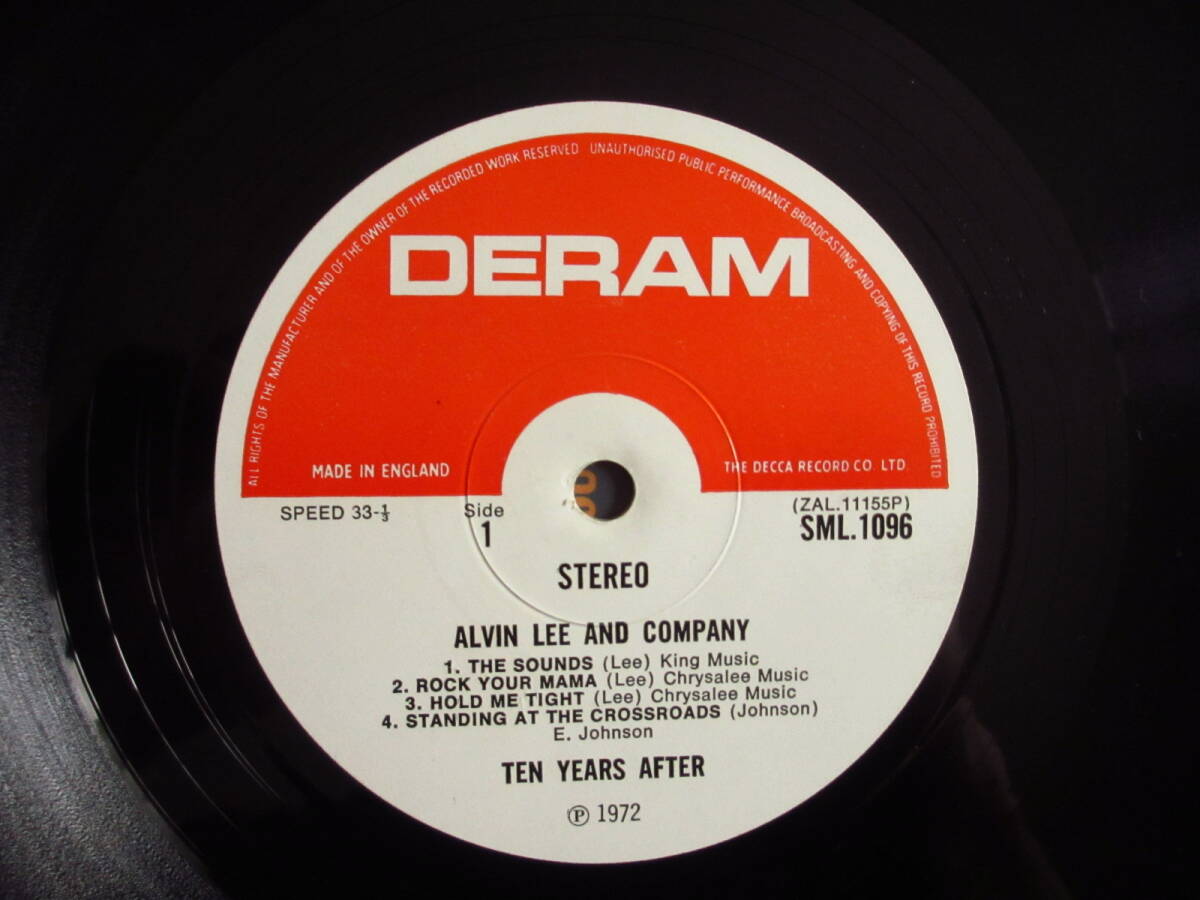 ALL RIGHTS OF THE MANUFACTURER AND OF THE OWNER OF THE RECORDED WORK RESERVED UNAUTHORISED PUBLIC PERFORMANCE BROADCASTING AND COPYING OF THIS RECORD PROHIBITED
DERAM
MADE IN ENGLAND THE DECCA RECORD CO. LTD.
SPEED 33-⅓ Side (ZAL.11155P)
1 SML.1096
STEREO
ALVIN LEE AND COMPANY
1. THE SOUNDS (Lee) King Music
2. ROCK YOUR MAMA (Lee) Chrysalee Music
3. HOLD ME TIGHT (Lee) Chrysalee Music
4. STANDING AT THE CROSSROADS (Johnson)
E. Johnson
TEN YEARS AFTER
℗ 1972